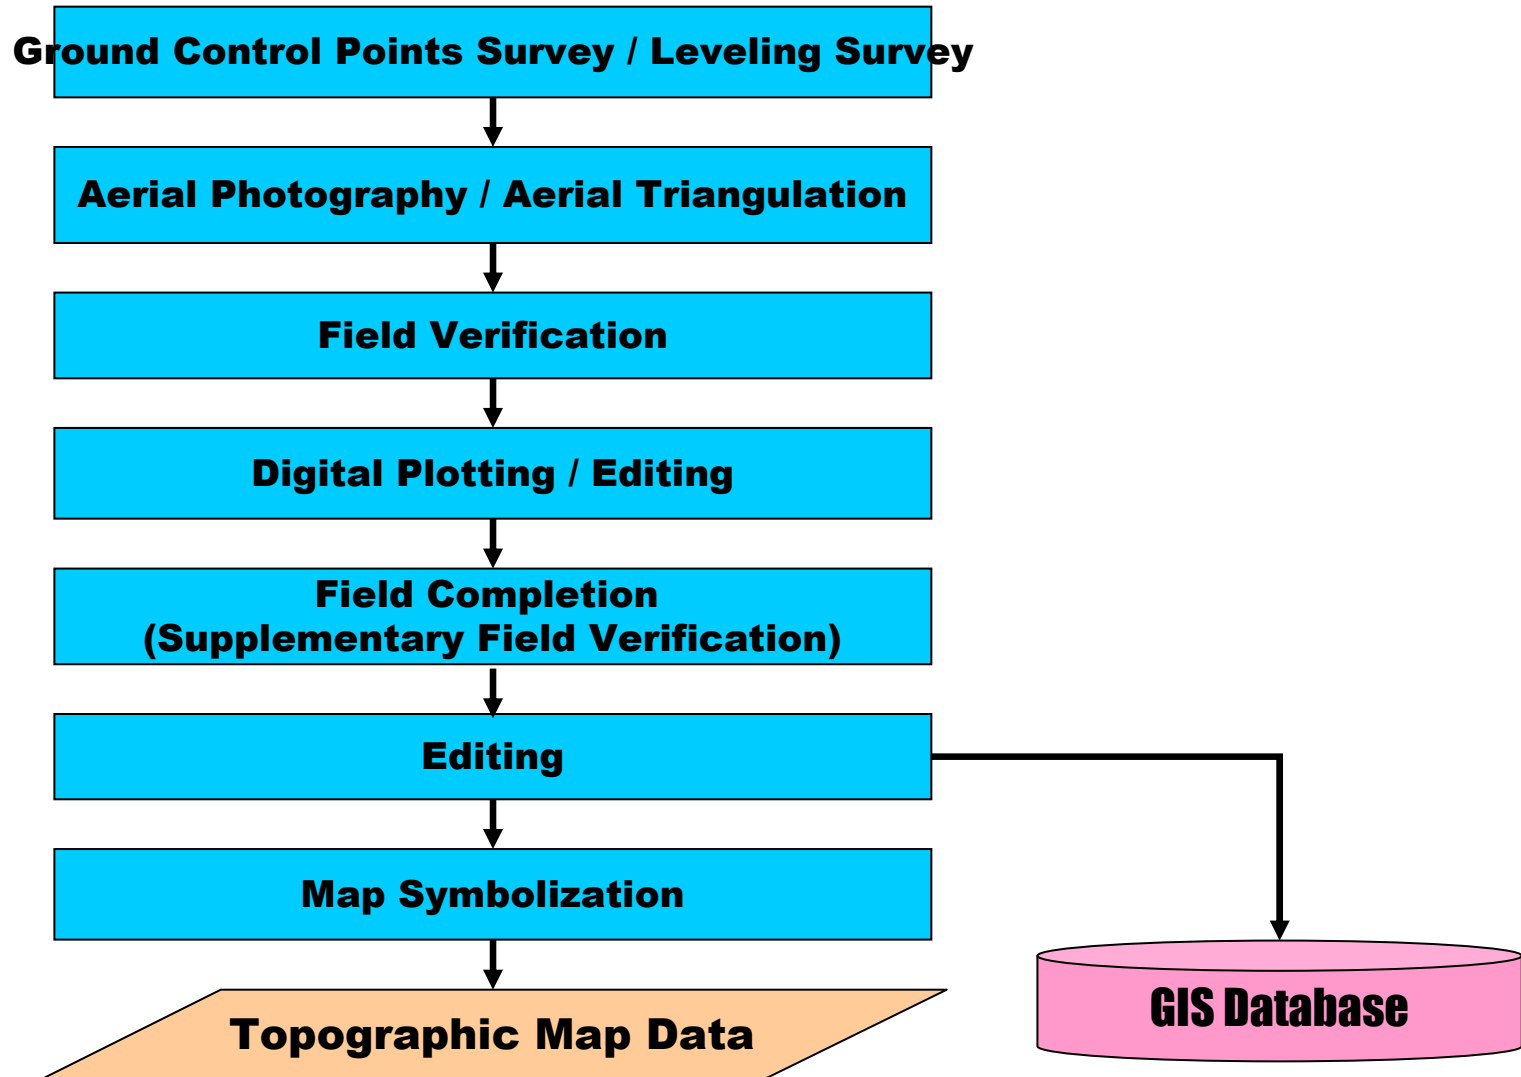 Ground Control Points Survey / Leveling Survey
Aerial Photography / Aerial Triangulation
Field Verification
Digital Plotting / Editing
Field Completion
(Supplementary Field Verification)
Editing
Map Symbolization
Topographic Map Data
GIS Database